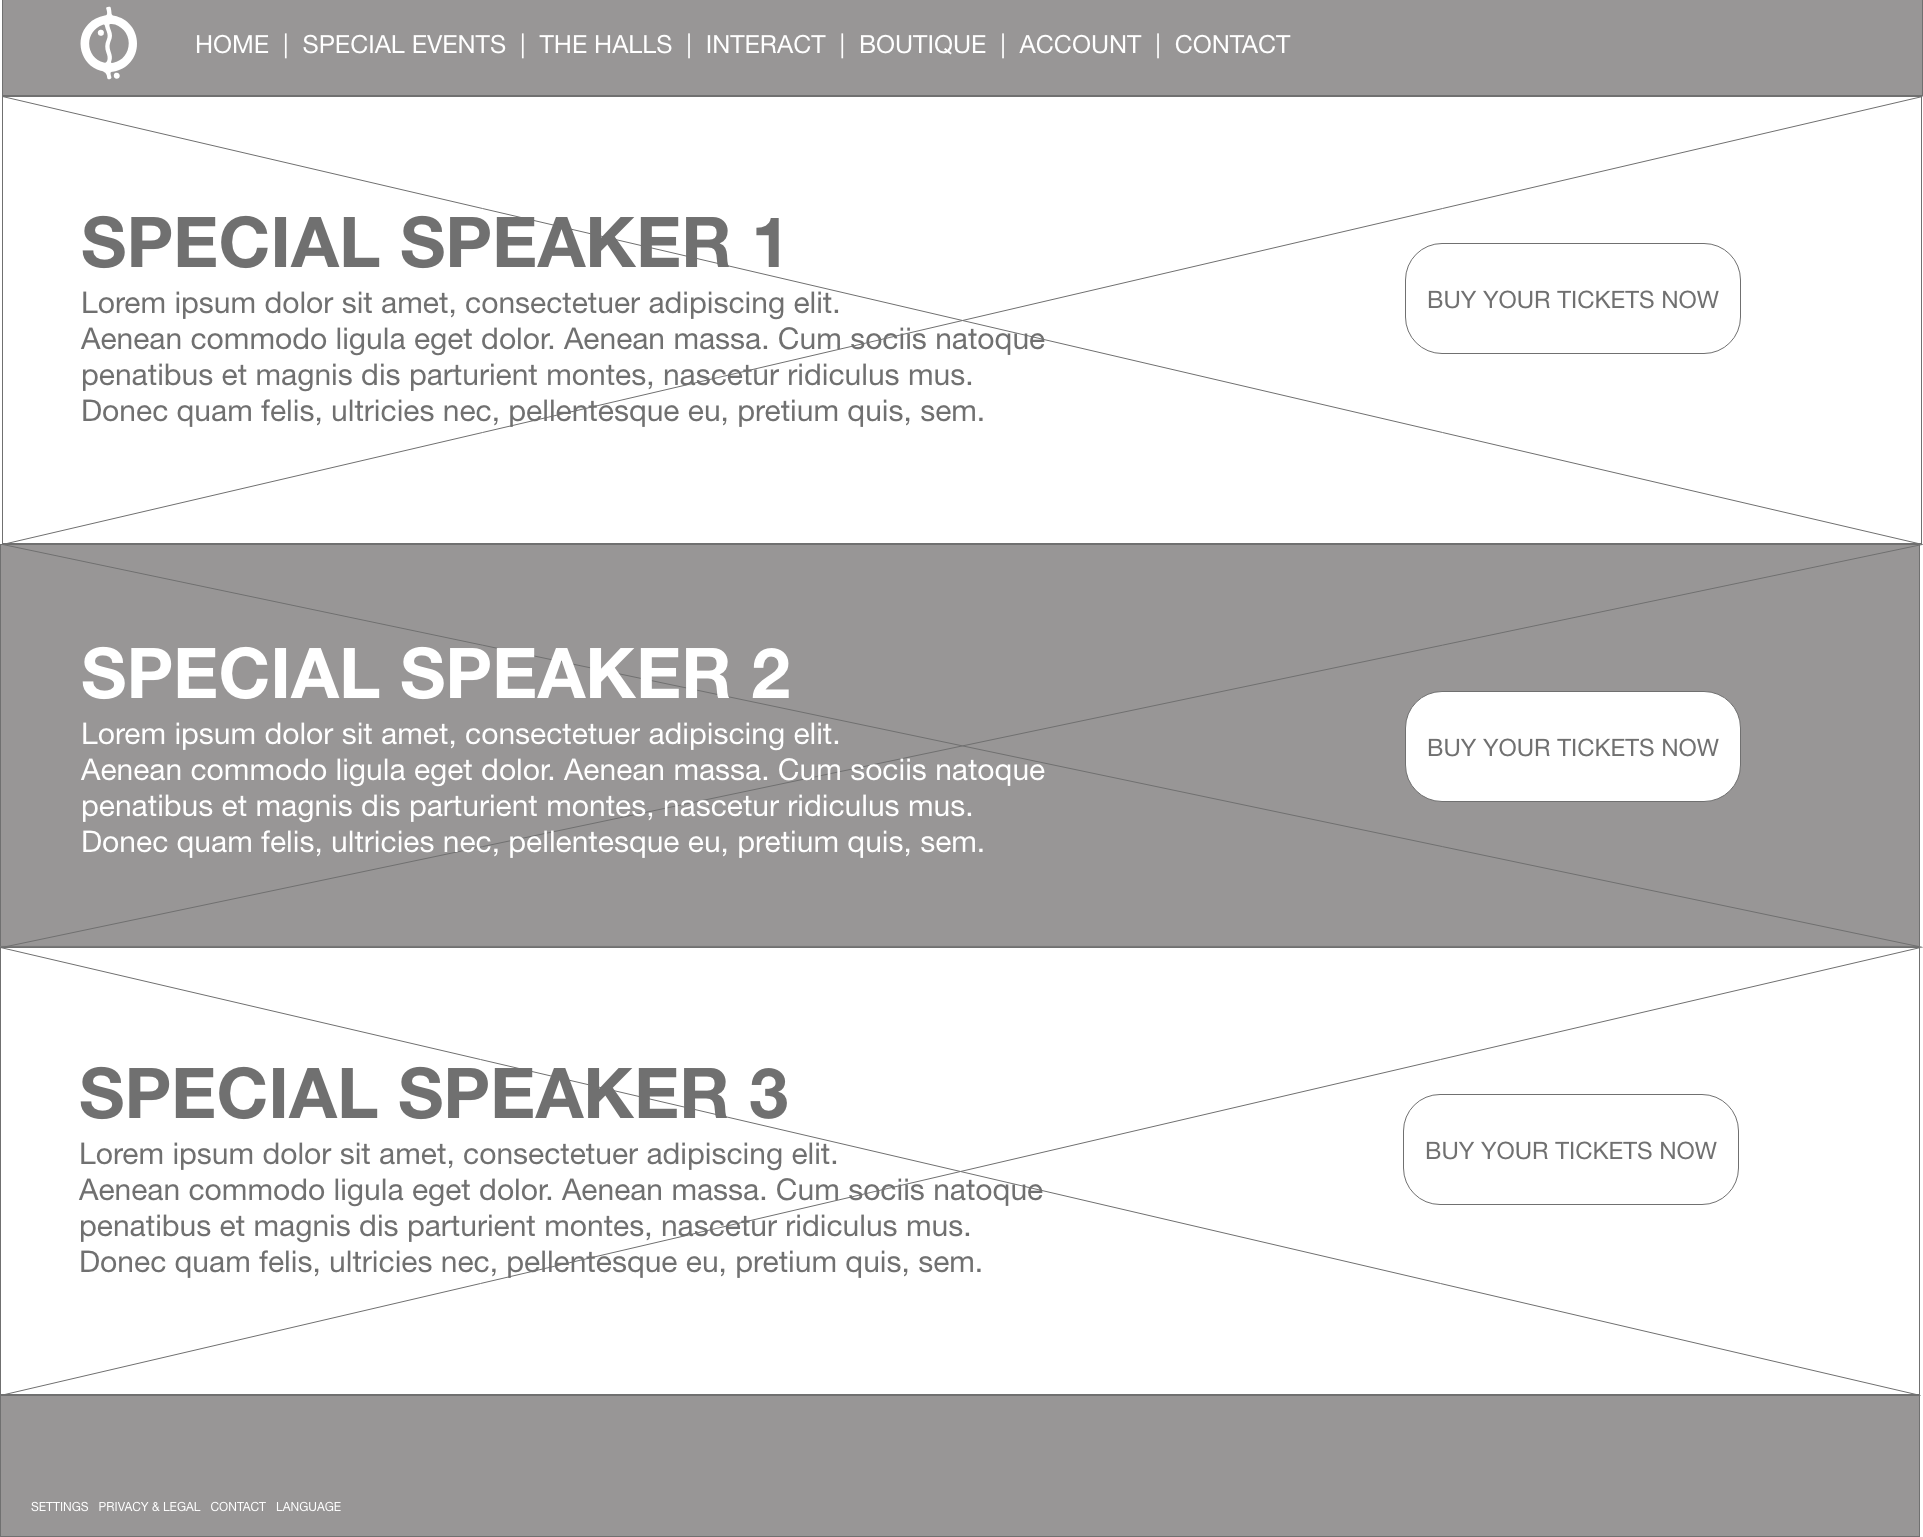 HOME | SPECIAL EVENTS | THE HALLS | INTERACT | BOUTIQUE | ACCOUNT | CONTACT
SPECIAL SPEAKER 1
Lorem ipsum dolor sit amet, consectetuer adipiscing elit.
Aenean commodo ligula eget dolor. Aenean massa. Cum sociis natoque
penatibus et magnis dis parturient montes, nascetur ridiculus mus.
Donec quam felis, ultricies nec, pellentesque eu, pretium quis, sem.
BUY YOUR TICKETS NOW
SPECIAL SPEAKER 2
Lorem ipsum dolor sit amet, consectetuer adipiscing elit.
Aenean commodo ligula eget dolor. Aenean massa. Cum sociis natoque
penatibus et magnis dis parturient montes, nascetur ridiculus mus.
Donec quam felis, ultricies nec, pellentesque eu, pretium quis, sem.
BUY YOUR TICKETS NOW
SPECIAL SPEAKER 3
Lorem ipsum dolor sit amet, consectetuer adipiscing elit.
Aenean commodo ligula eget dolor. Aenean massa. Cum sociis natoque
penatibus et magnis dis parturient montes, nascetur ridiculus mus.
Donec quam felis, ultricies nec, pellentesque eu, pretium quis, sem.
BUY YOUR TICKETS NOW
SETTINGS PRIVACY & LEGAL CONTACT LANGUAGE